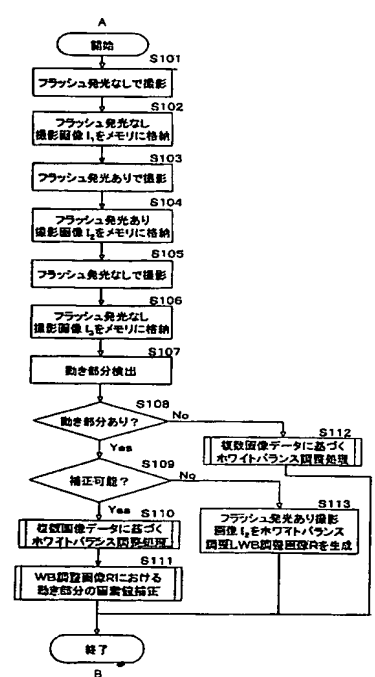 A
開始
S101
フラッシュ発光なしで撮影
S102
フラッシュ発光なし
撮影画像 I₁をメモリに格納
S103
フラッシュ発光ありで撮影
S104
フラッシュ発光あり
撮影画像 I₂をメモリに格納
S105
フラッシュ発光なしで撮影
S106
フラッシュ発光なし
撮影画像 I₃をメモリに格納
S107
動き部分検出
S108
動き部分あり?
No
Yes
S112
複数画像データに基づく
ホワイトバランス調整処理
S109
補正可能?
No
Yes
S110
複数画像データに基づく
ホワイトバランス調整処理
S113
フラッシュ発光あり撮影
画像 I₂をホワイトバランス
調整しWB調整画像Rを生成
S111
WB調整画像RIにおける
動き部分の画素値補正
終了
B